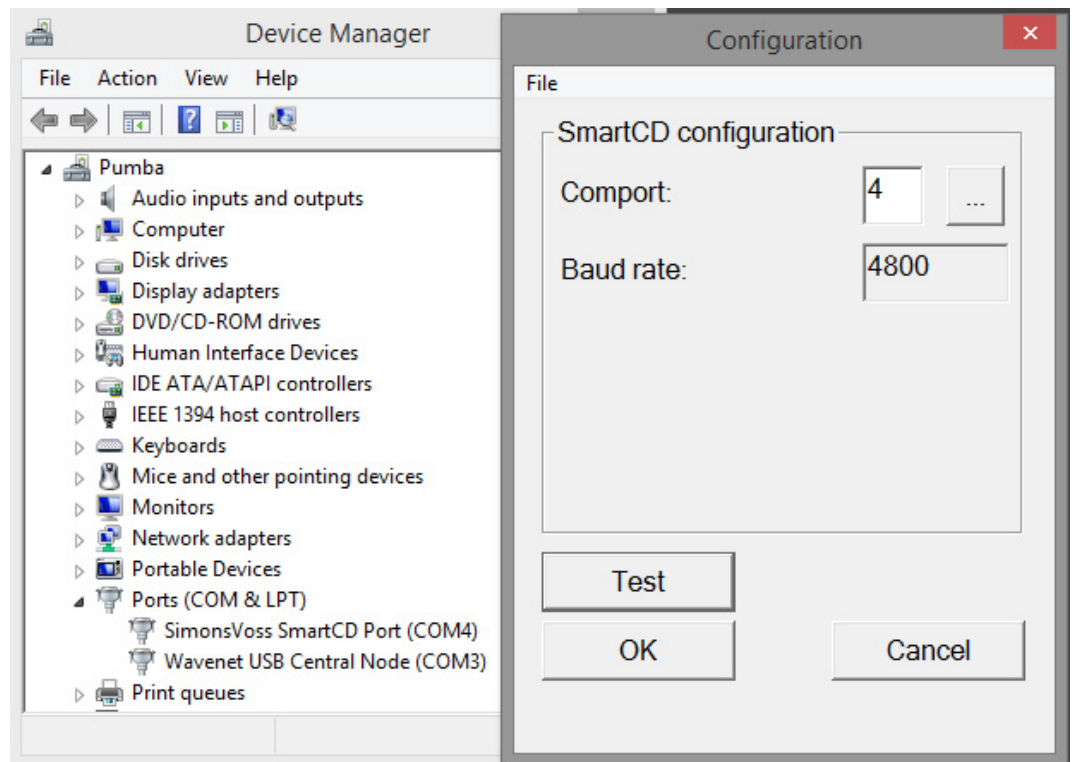 Device Manager
File Action View Help
Pumba
Audio inputs and outputs
Computer
Disk drives
Display adapters
DVD/CD-ROM drives
Human Interface Devices
IDE ATA/ATAPI controllers
IEEE 1394 host controllers
Keyboards
Mice and other pointing devices
Monitors
Network adapters
Portable Devices
Ports (COM & LPT)
SimonsVoss SmartCD Port (COM4)
Wavenet USB Central Node (COM3)
Print queues
Configuration
File
SmartCD configuration
Comport: 4 ...
Baud rate: 4800
Test
OK Cancel